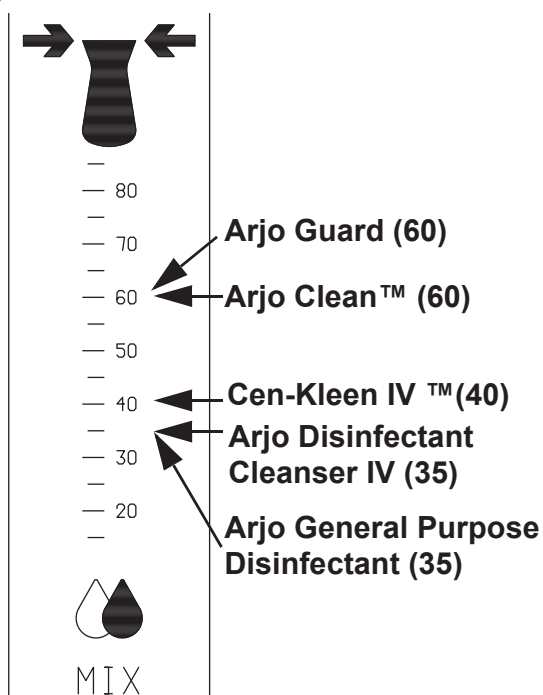 80
70
Arjo Guard (60)
60
Arjo Clean™ (60)
50
40
Cen-Kleen IV ™(40)
Arjo Disinfectant
Cleanser IV (35)
30
20
Arjo General Purpose
Disinfectant (35)
MIX